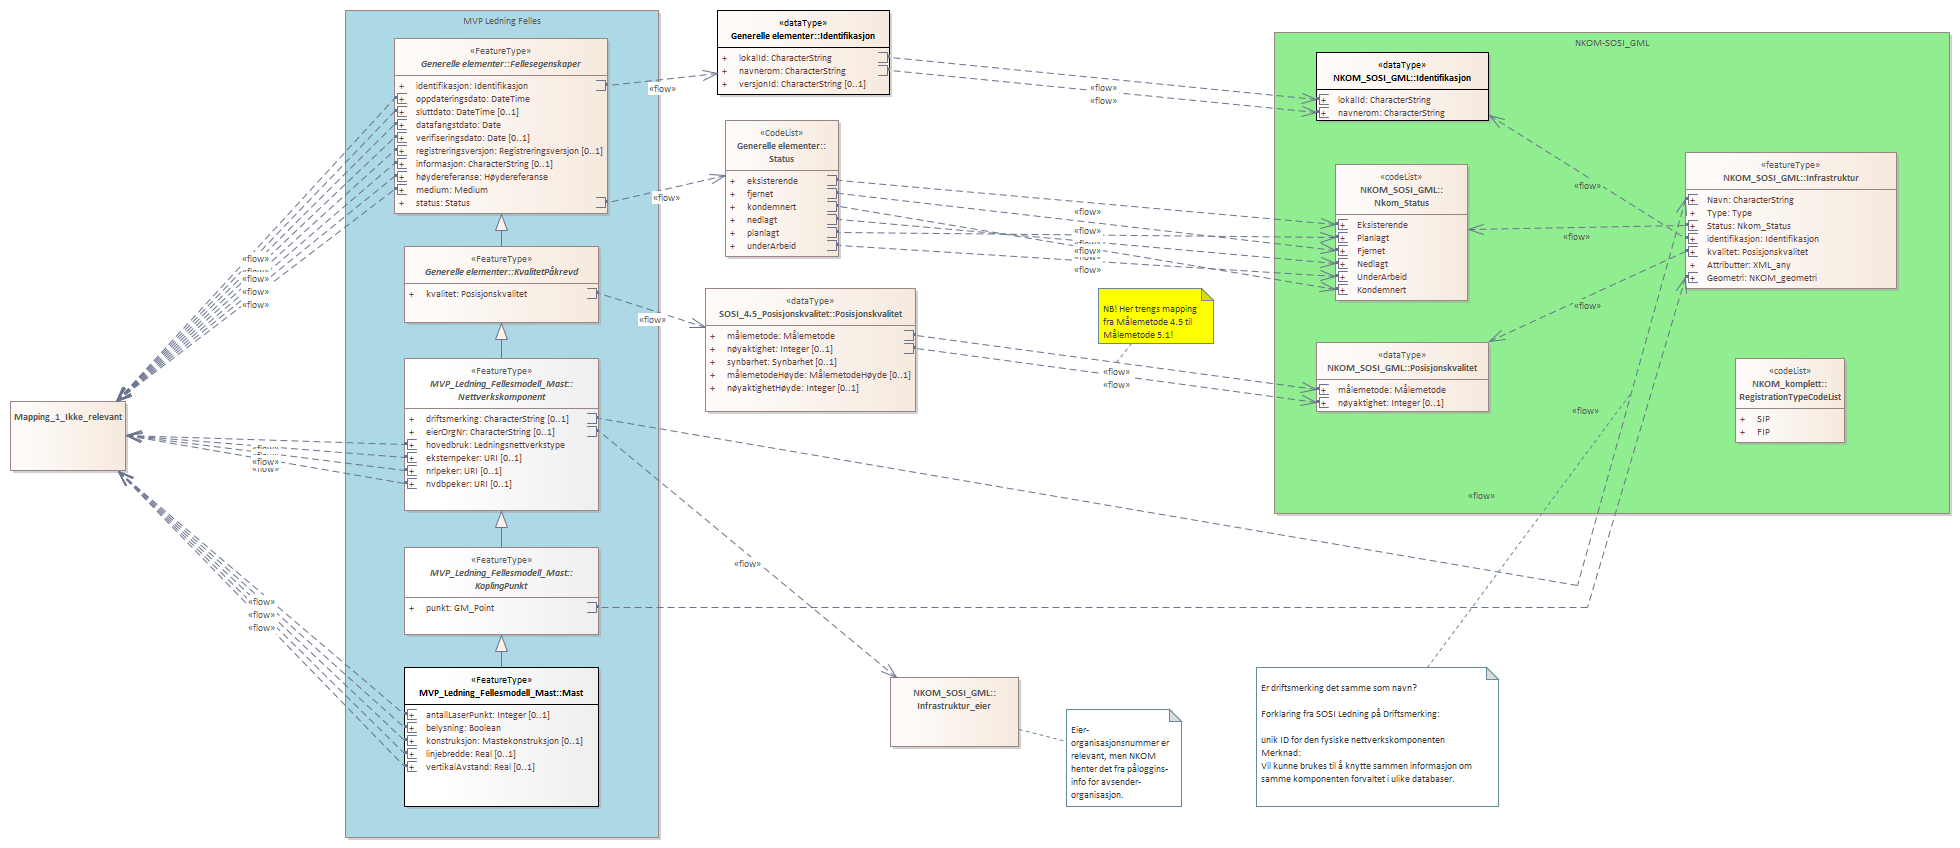 MVP Ledning Felles
«FeatureType»
Generelle elementer::Fellesegenskaper
+ identifikasjon: Identifikasjon
+ oppdateringsdato: DateTime
+ sluttdato: DateTime [0..1]
+ datafangstdato: Date
+ verifiseringsdato: Date [0..1]
+ registreringsversjon: Registreringsversjon [0..1]
+ informasjon: CharacterString [0..1]
+ høydereferanse: Høydereferanse
+ medium: Medium
+ status: Status
«FeatureType»
Generelle elementer::KvalitetPåkrevd
+ kvalitet: Posisjonskvalitet
«FeatureType»
MVP_Ledning_Fellesmodell_Mast::
Nettverkskomponent
+ driftsmerking: CharacterString [0..1]
+ eierOrgNr: CharacterString [0..1]
+ hovedbruk: Ledningsnettverkstype
+ eksternpeker: URI [0..1]
+ nrlpeker: URI [0..1]
+ nvdbpeker: URI [0..1]
«FeatureType»
MVP_Ledning_Fellesmodell_Mast::
KoplingPunkt
+ punkt: GM_Point
«FeatureType»
MVP_Ledning_Fellesmodell_Mast::Mast
+ antallLaserPunkt: Integer [0..1]
+ belysning: Boolean
+ konstruksjon: Mastekonstruksjon [0..1]
+ linjebredde: Real [0..1]
+ vertikalAvstand: Real [0..1]
Mapping_1_Ikke_relevant
«flow»
«flow»
«flow»
«flow»
«flow»
«flow»
«flow»
«flow»
«flow»
«flow»
«flow»
«flow»
«flow»
«flow»
«dataType»
Generelle elementer::Identifikasjon
+ lokalId: CharacterString
+ navnerom: CharacterString
+ versjonId: CharacterString [0..1]
«CodeList»
Generelle elementer::
Status
+ eksisterende
+ fjernet
+ kondemnert
+ nedlagt
+ planlagt
+ underArbeid
«dataType»
SOSI_4.5_Posisjonskvalitet::Posisjonskvalitet
+ målemetode: Målemetode
+ nøyaktighet: Integer [0..1]
+ synbarhet: Synbarhet [0..1]
+ målemetodeHøyde: MålemetodeHøyde [0..1]
+ nøyaktighetHøyde: Integer [0..1]
«flow»
«flow»
«flow»
«flow»
«flow»
«flow»
NB! Her trengs mapping
fra Målemetode 4.5 til
Målemetode 5.1!
«flow»
«flow»
«flow»
NKOM_SOSI_GML::
Infrastruktur_eier
Eier-
organisasjonsnummer er
relevant, men NKOM
henter det fra påloggins-
info for avsender-
organisasjon.
NKOM-SOSI_GML
«dataType»
NKOM_SOSI_GML::Identifikasjon
+ lokalId: CharacterString
+ navnerom: CharacterString
«codeList»
NKOM_SOSI_GML::
Nkom_Status
+ Eksisterende
+ Planlagt
+ Fjernet
+ Nedlagt
+ UnderArbeid
+ Kondemnert
«dataType»
NKOM_SOSI_GML::Posisjonskvalitet
+ målemetode: Målemetode
+ nøyaktighet: Integer [0..1]
«featureType»
NKOM_SOSI_GML::Infrastruktur
+ Navn: CharacterString
+ Type: Type
+ Status: Nkom_Status
+ identifikasjon: Identifikasjon
+ kvalitet: Posisjonskvalitet
+ Attributter: XML_any
+ Geometri: NKOM_geometri
«codeList»
NKOM_komplett::
RegistrationTypeCodeList
+ SIP
+ FIP
«flow»
«flow»
«flow»
«flow»
«flow»
Er driftsmerking det samme som navn?
Forklaring fra SOSI Ledning på Driftsmerking:
unik ID for den fysiske nettverkskomponenten
Merknad:
Vil kunne brukes til å knytte sammen informasjon om
samme komponenten forvaltet i ulike databaser.